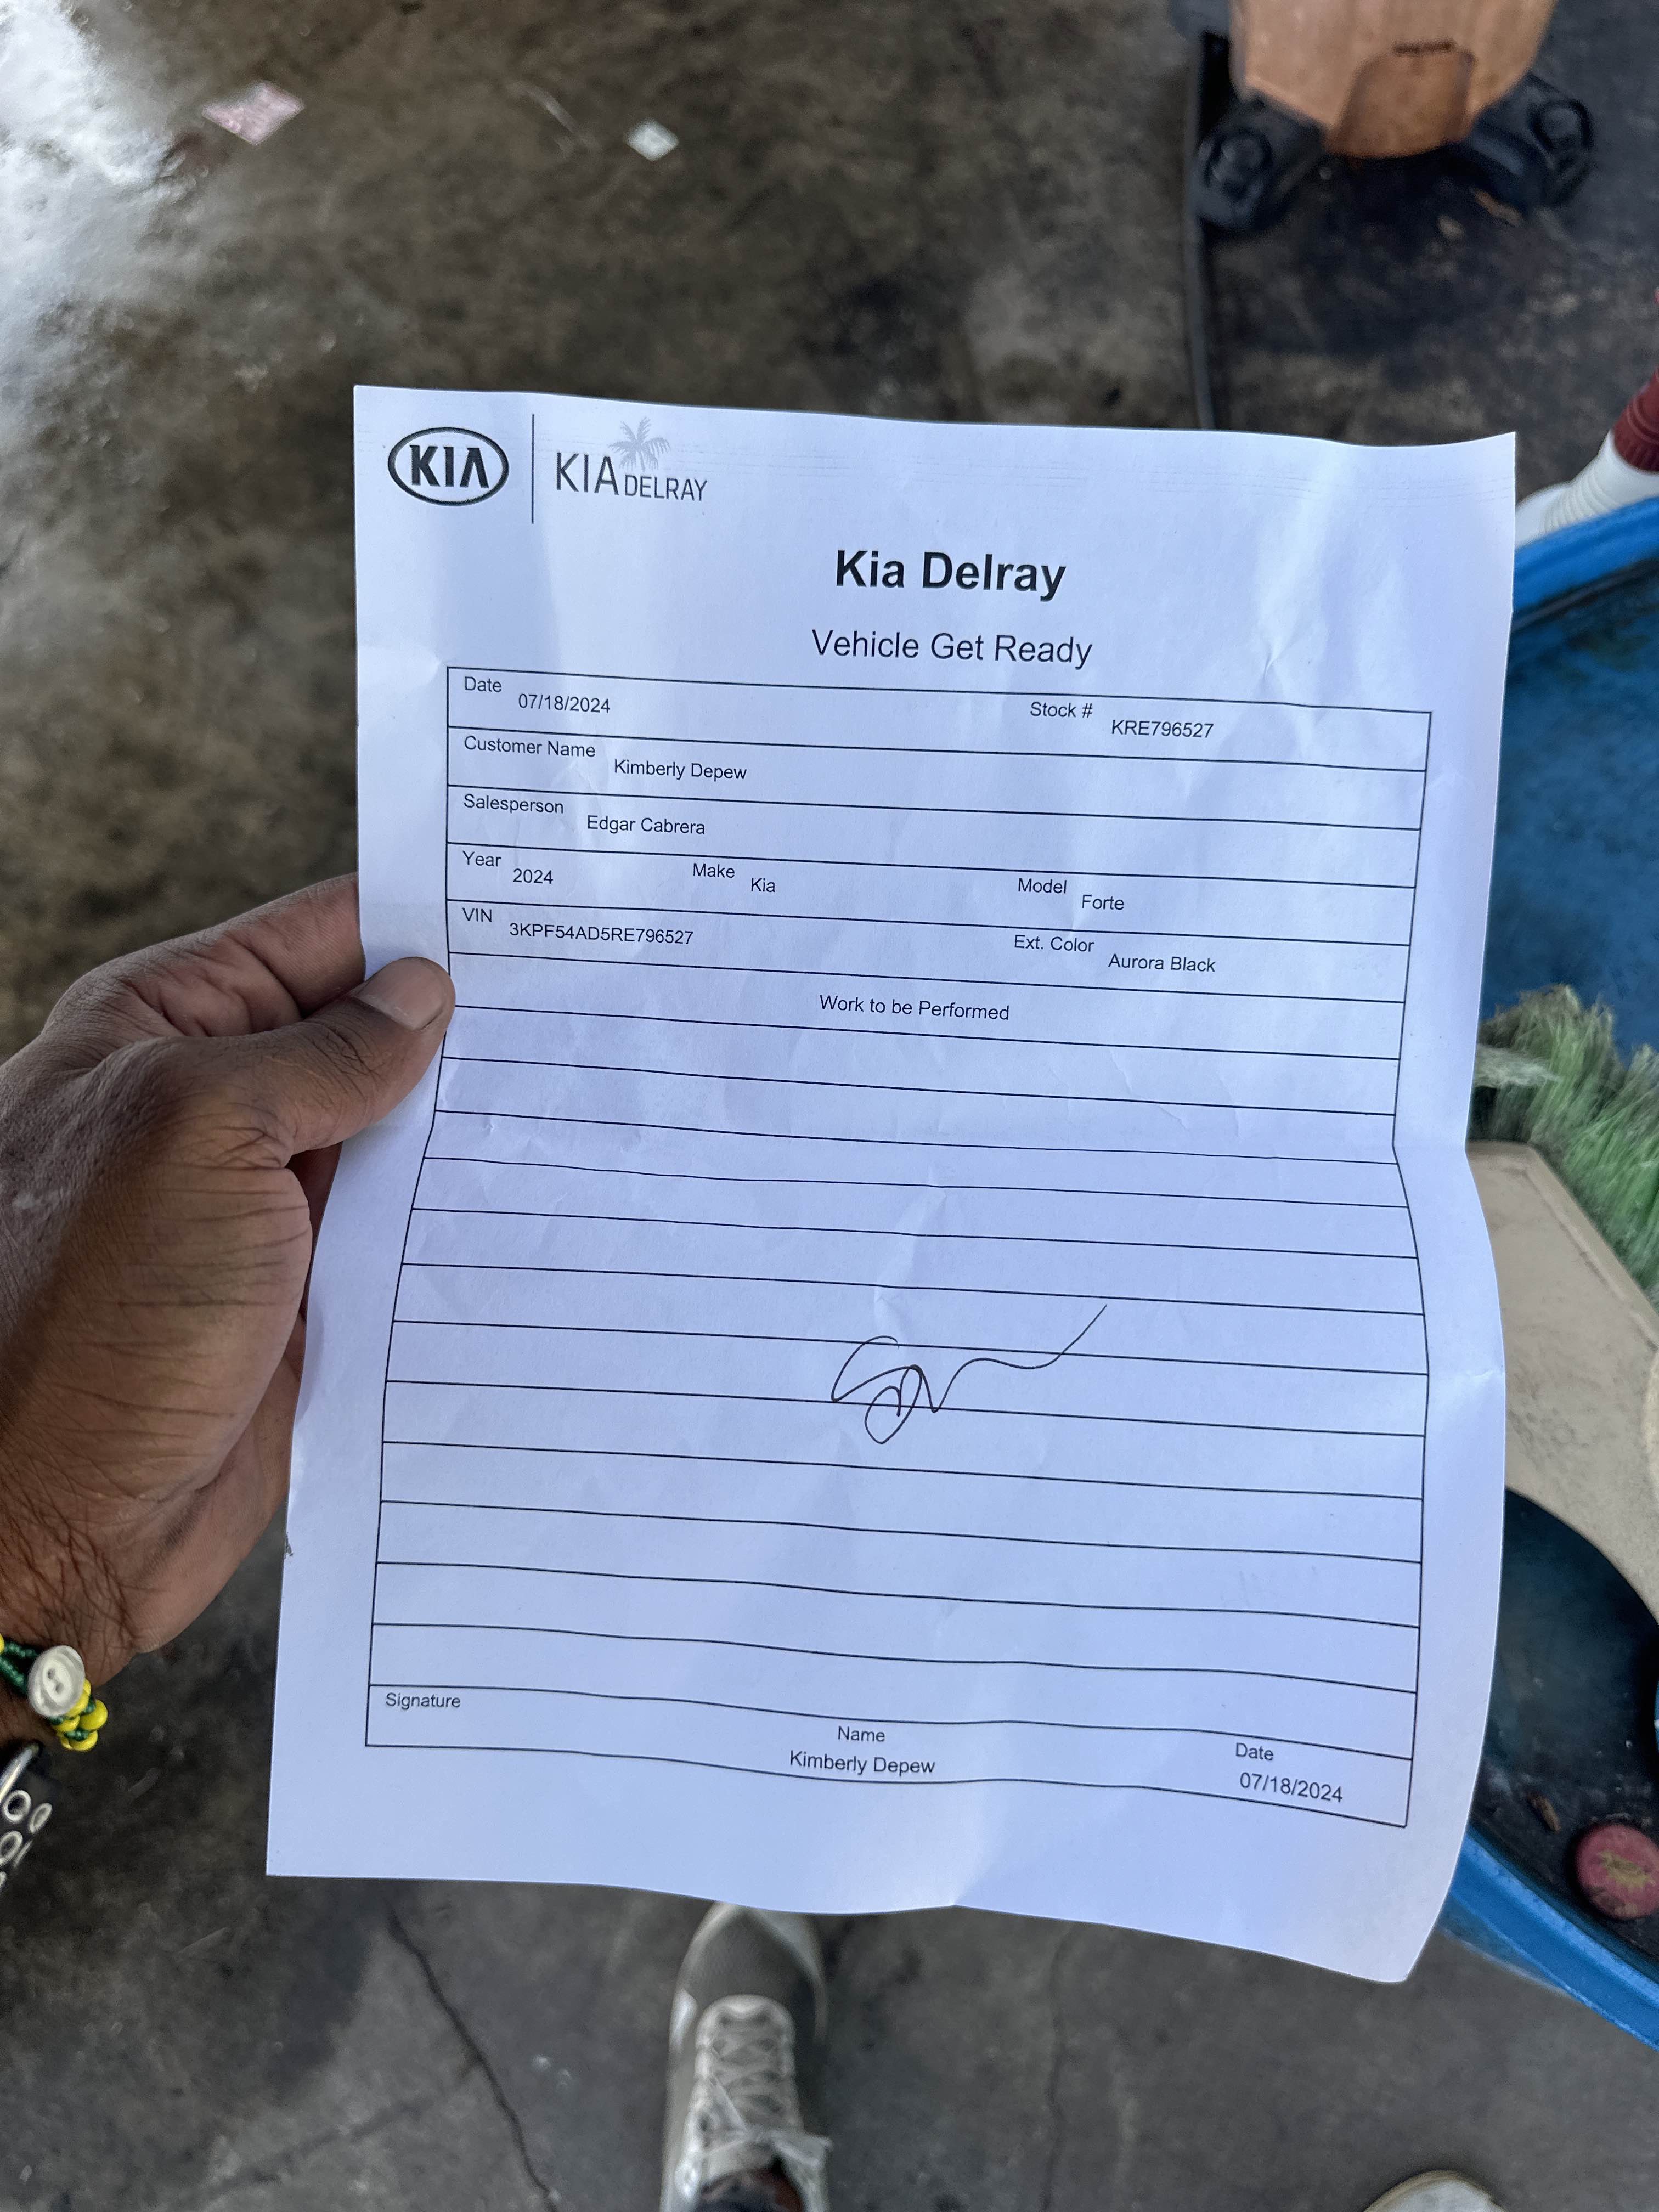 KIA KIA DELRAY
Kia Delray
Vehicle Get Ready
Date 07/18/2024 Stock # KRE796527
Customer Name Kimberly Depew
Salesperson Edgar Cabrera
Year 2024 Make Kia Model Forte
VIN 3KPF54AD5RE796527 Ext. Color Aurora Black
Work to be Performed
Signature Name Date
Kimberly Depew 07/18/2024